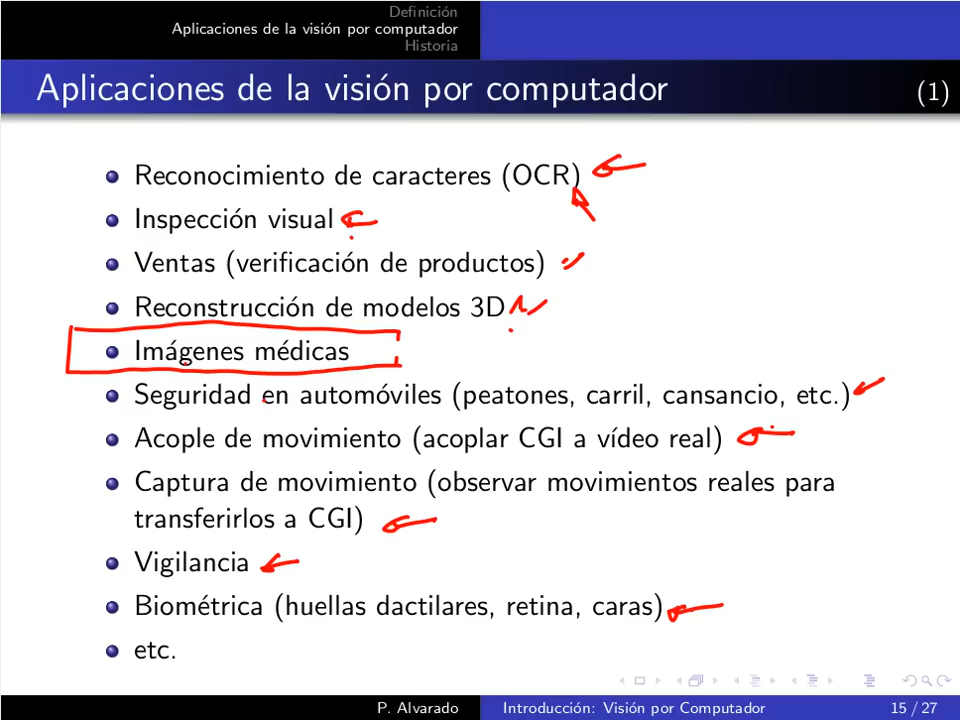 Definición
Aplicaciones de la visión por computador
Historia
Aplicaciones de la visión por computador (1)
Reconocimiento de caracteres (OCR)
Inspección visual
Ventas (verificación de productos)
Reconstrucción de modelos 3D
Imágenes médicas
Seguridad en automóviles (peatones, carril, cansancio, etc.)
Acople de movimiento (acoplar CGI a vídeo real)
Captura de movimiento (observar movimientos reales para
transferirlos a CGI)
Vigilancia
Biométrica (huellas dactilares, retina, caras)
etc.
P. Alvarado Introducción: Visión por Computador 15 / 27